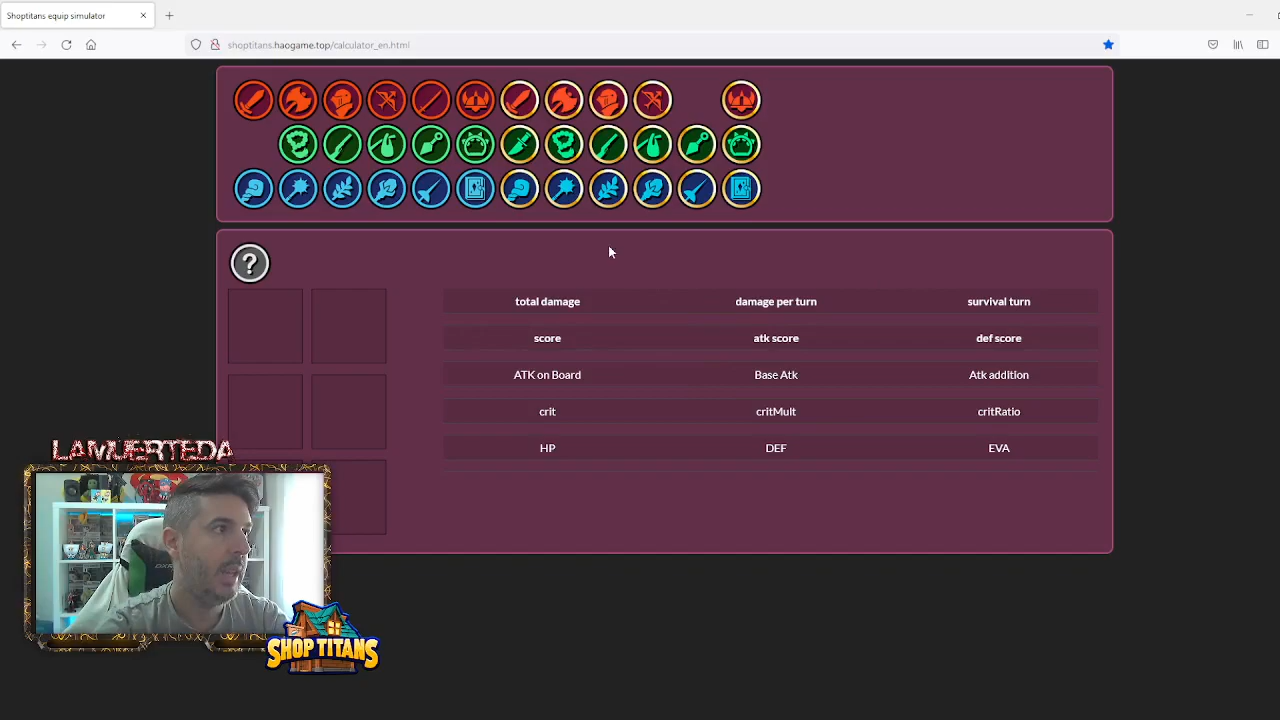 Shoptitans equip simulator
shoptitans.haogame.top/calculator_en.html
?
total damage damage per turn survival turn
score atk score def score
ATK on Board Base Atk Atk addition
crit critMult critRatio
HP DEF EVA
LAMUERTEDA
SHOP TITANS